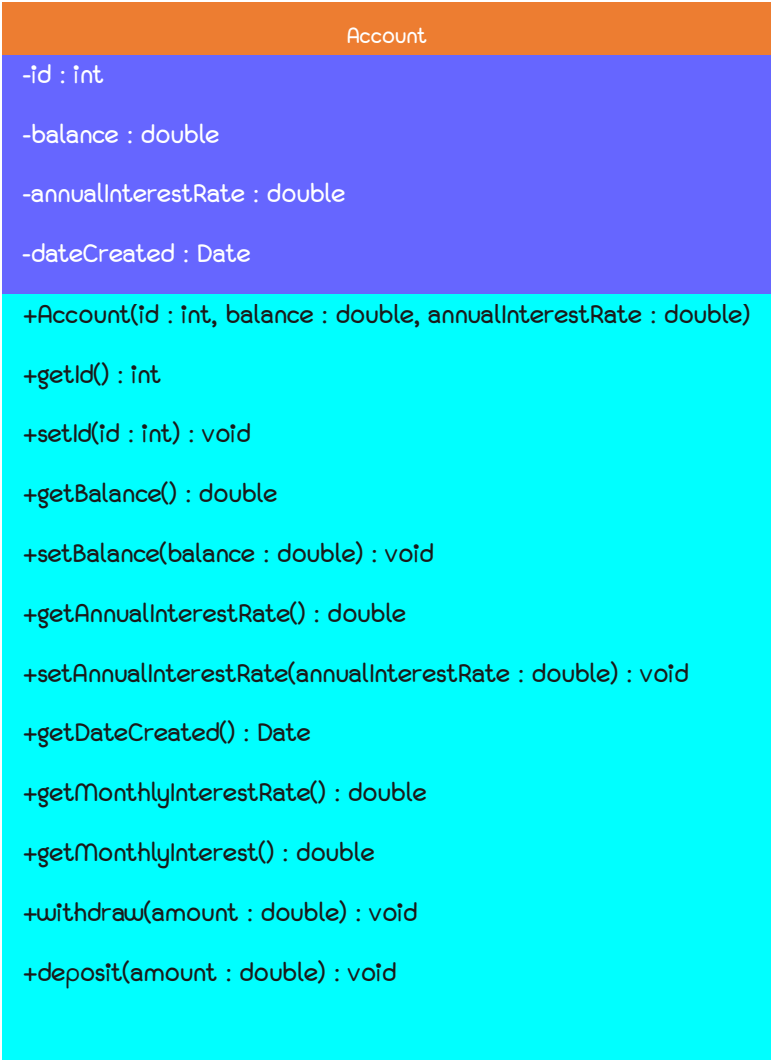 Account
-id : int
-balance : double
-annualInterestRate : double
-dateCreated : Date
+Account(id : int, balance : double, annualInterestRate : double)
+getId() : int
+setId(id : int) : void
+getBalance() : double
+setBalance(balance : double) : void
+getAnnualInterestRate() : double
+setAnnualInterestRate(annualInterestRate : double) : void
+getDateCreated() : Date
+getMonthlyInterestRate() : double
+getMonthlyInterest() : double
+withdraw(amount : double) : void
+deposit(amount : double) : void